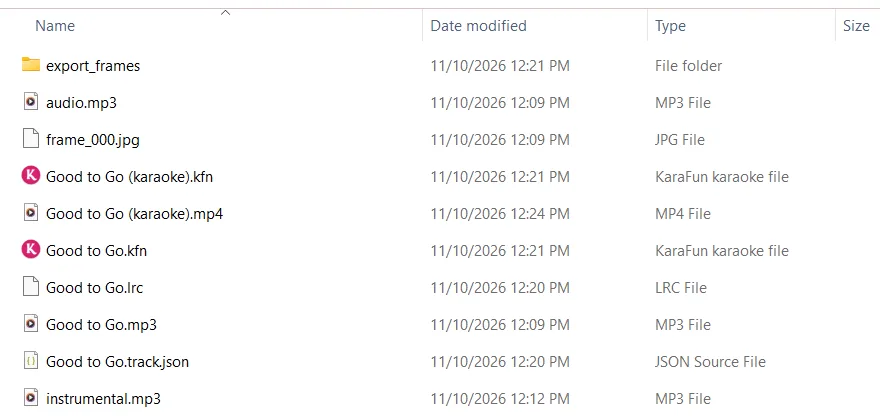 Name Date modified Type Size
export_frames 11/10/2026 12:21 PM File folder
audio.mp3 11/10/2026 12:09 PM MP3 File
frame_000.jpg 11/10/2026 12:09 PM JPG File
Good to Go (karaoke).kfn 11/10/2026 12:21 PM KaraFun karaoke file
Good to Go (karaoke).mp4 11/10/2026 12:24 PM MP4 File
Good to Go.kfn 11/10/2026 12:21 PM KaraFun karaoke file
Good to Go.lrc 11/10/2026 12:20 PM LRC File
Good to Go.mp3 11/10/2026 12:09 PM MP3 File
Good to Go.track.json 11/10/2026 12:20 PM JSON Source File
instrumental.mp3 11/10/2026 12:12 PM MP3 File